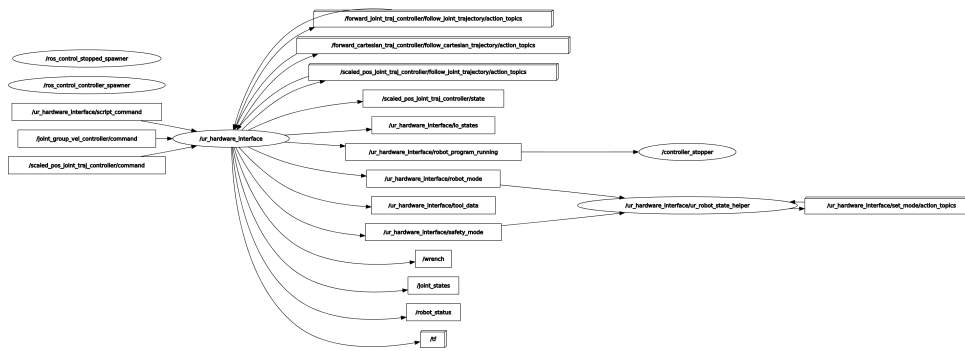 /forward_joint_traj_controller/follow_joint_trajectory/action_topics
/forward_cartesian_traj_controller/follow_cartesian_trajectory/action_topics
/ros_control_stopped_spawner
/scaled_pos_joint_traj_controller/follow_joint_trajectory/action_topics
/ros_control_controller_spawner
/scaled_pos_joint_traj_controller/state
/ur_hardware_interface/script_command
/ur_hardware_interface/io_states
/joint_group_vel_controller/command
/ur_hardware_interface
/ur_hardware_interface/robot_program_running
/controller_stopper
/scaled_pos_joint_traj_controller/command
/ur_hardware_interface/robot_mode
/ur_hardware_interface/tool_data
/ur_hardware_interface/ur_robot_state_helper
/ur_hardware_interface/set_mode/action_topics
/ur_hardware_interface/safety_mode
/wrench
/joint_states
/robot_status
/tf